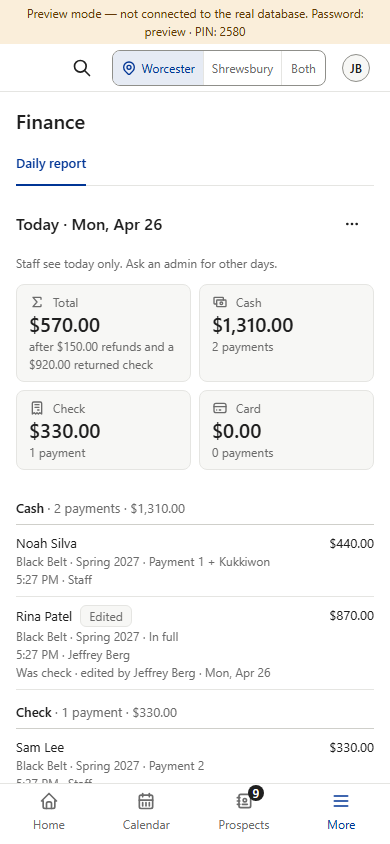 Preview mode — not connected to the real database. Password:
preview · PIN: 2580
Worcester
Shrewsbury
Both
JB
Finance
Daily report
Today · Mon, Apr 26
Staff see today only. Ask an admin for other days.
Total
$570.00
after $150.00 refunds and a
$920.00 returned check
Cash
$1,310.00
2 payments
Check
$330.00
1 payment
Card
$0.00
0 payments
Cash · 2 payments · $1,310.00
Noah Silva $440.00
Black Belt · Spring 2027 · Payment 1 + Kukkiwon
5:27 PM · Staff
Rina Patel Edited $870.00
Black Belt · Spring 2027 · In full
5:27 PM · Jeffrey Berg
Was check · edited by Jeffrey Berg · Mon, Apr 26
Check · 1 payment · $330.00
Sam Lee $330.00
Black Belt · Spring 2027 · Payment 2
5:27 PM · Staff
9
Home
Calendar
Prospects
More